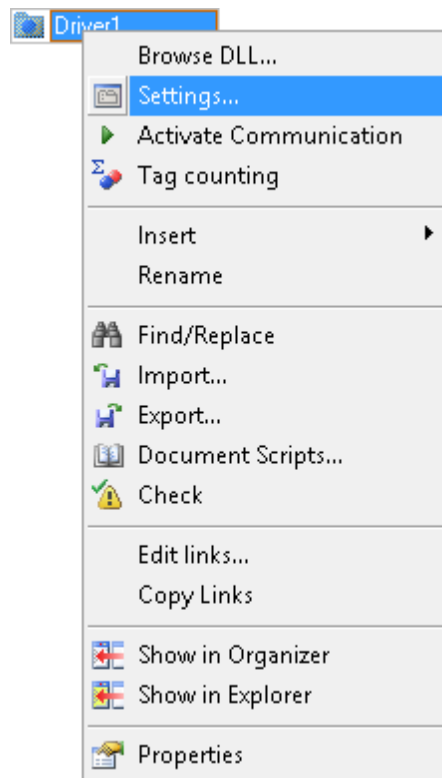 Driver1
Browse DLL...
Settings...
Activate Communication
Tag counting
Insert
Rename
Find/Replace
Import...
Export...
Document Scripts...
Check
Edit links...
Copy Links
Show in Organizer
Show in Explorer
Properties